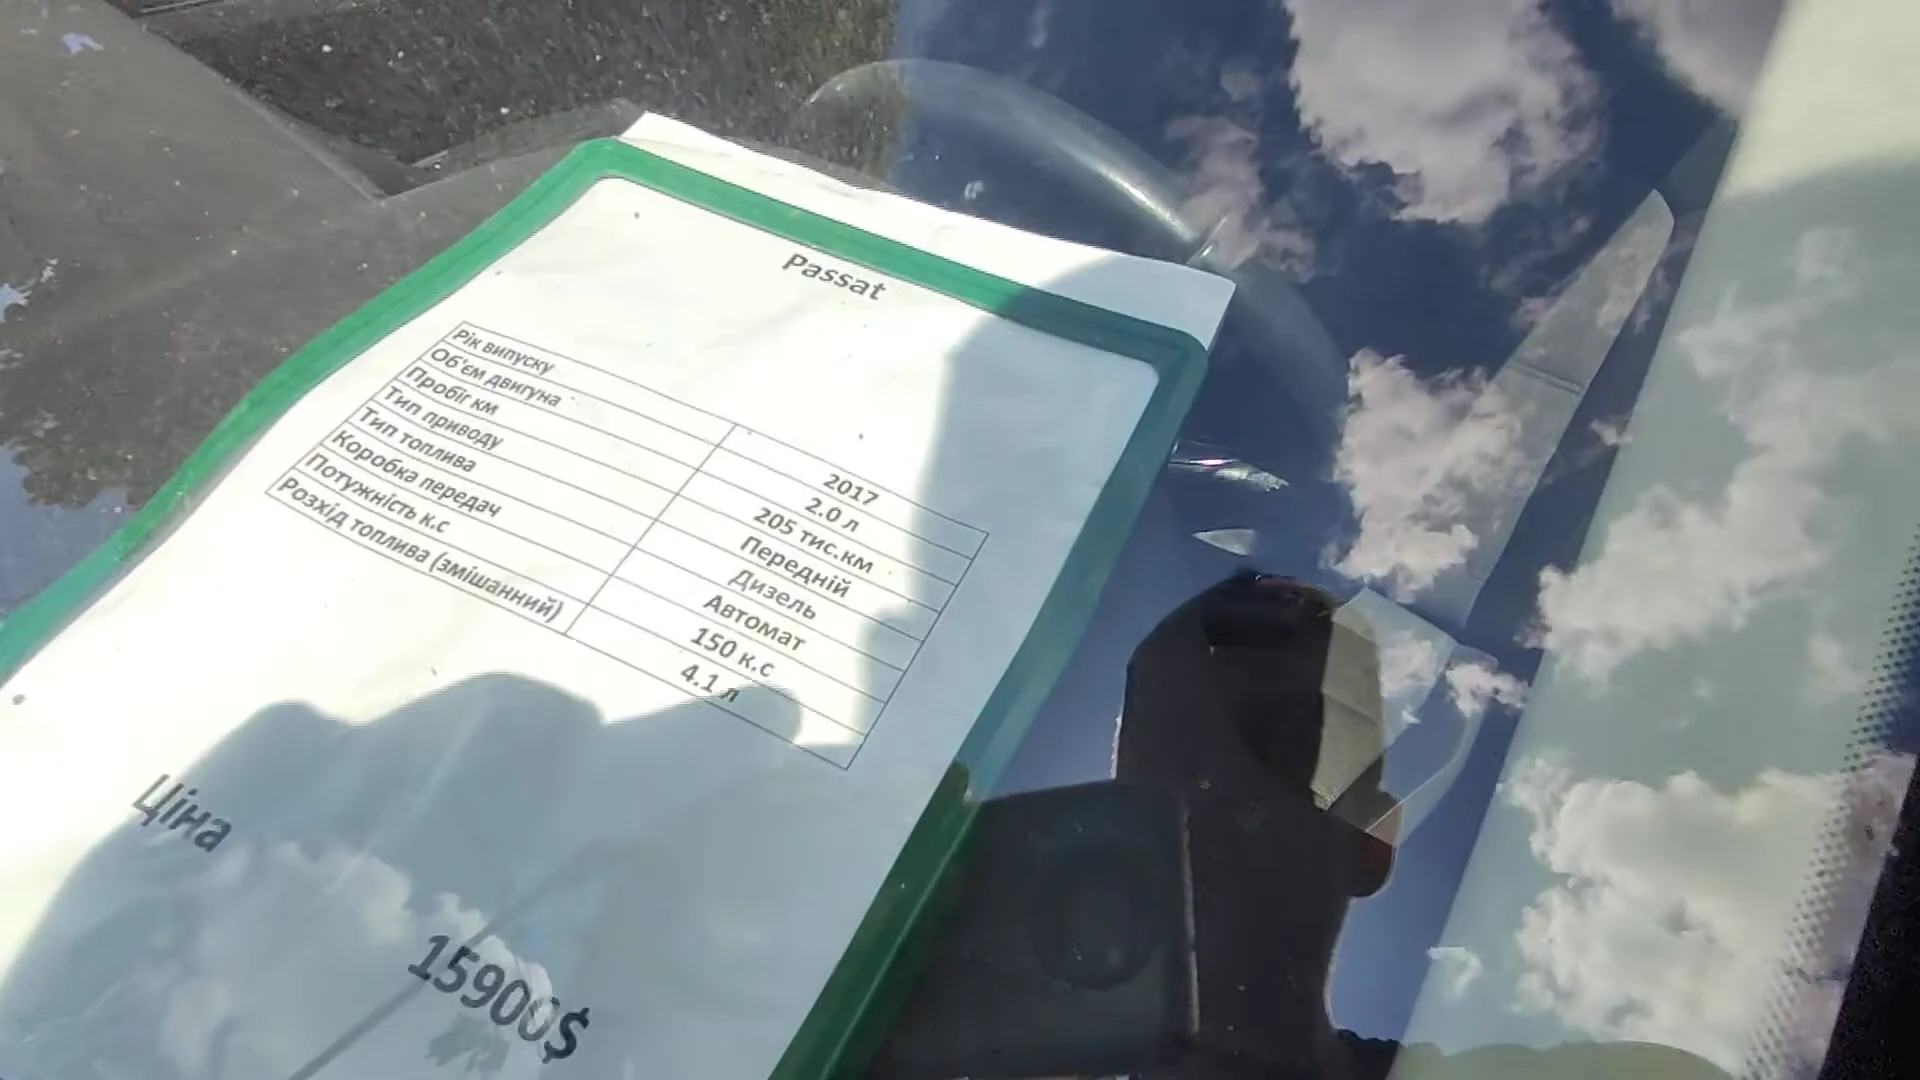 Passat
Рік випуску 2017
Об'єм двигуна 2.0 л
Пробіг км 205 тис.км
Тип приводу Передній
Тип топлива Дизель
Коробка передач Автомат
Потужність к.с 150 к.с
Розхід топлива (змішанний) 4.1 л
Ціна
15900$